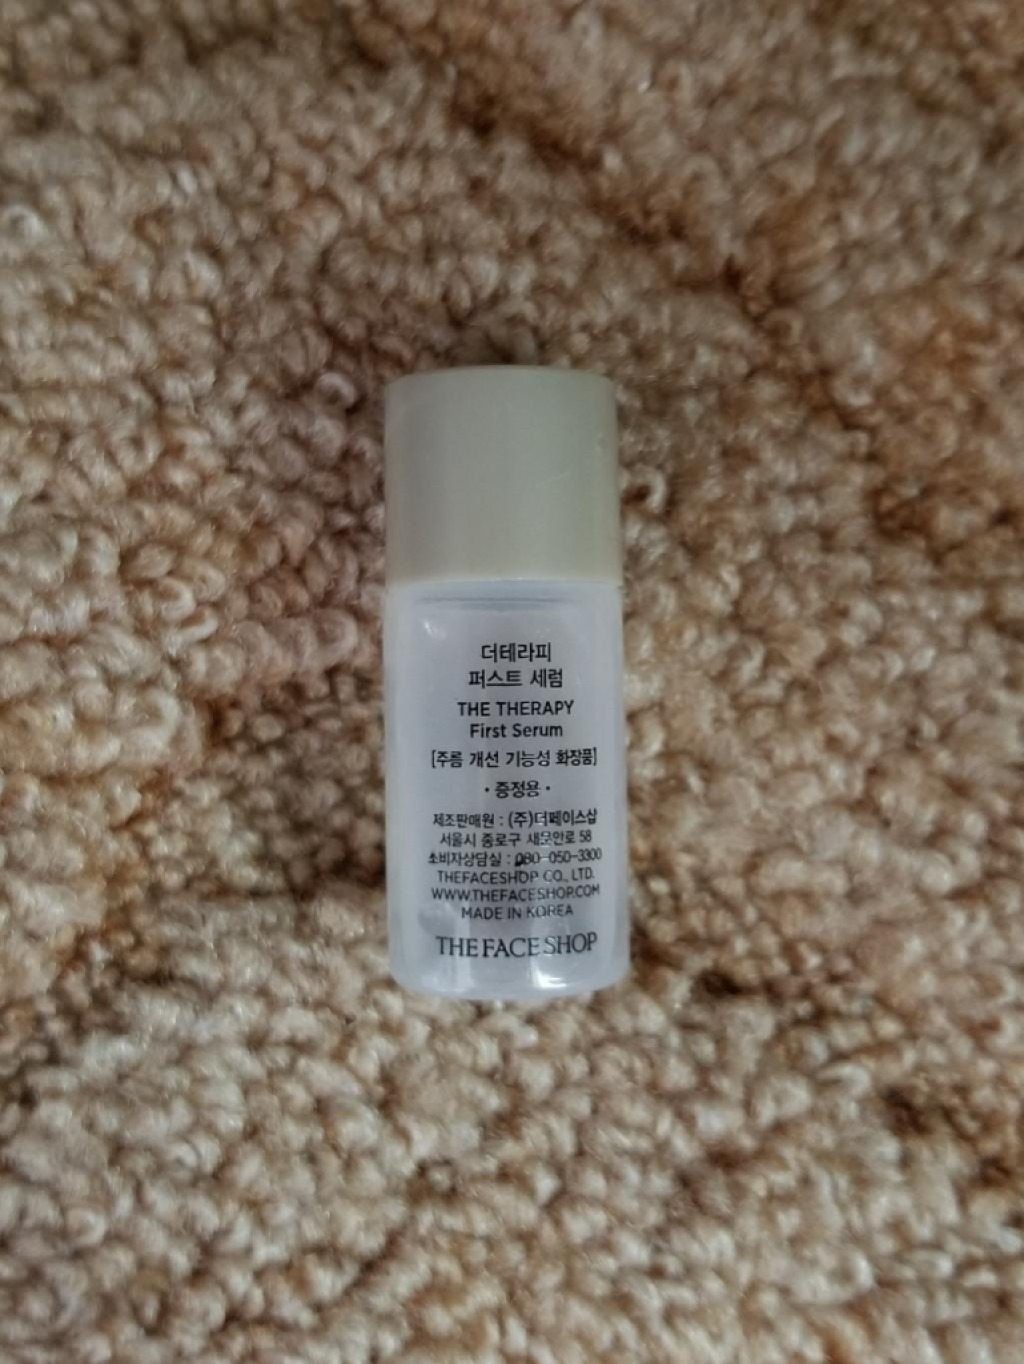 더테라피
퍼스트 세럼
THE THERAPY
First Serum
[주름 개선 기능성 화장품]
· 증정용 ·
제조판매원 : (주)더페이스샵
서울시 종로구 새문안로 58
소비자상담실 : 080-050-3300
THEFACESHOP CO., LTD.
WWW.THEFACESHOP.COM
MADE IN KOREA
THE FACE SHOP